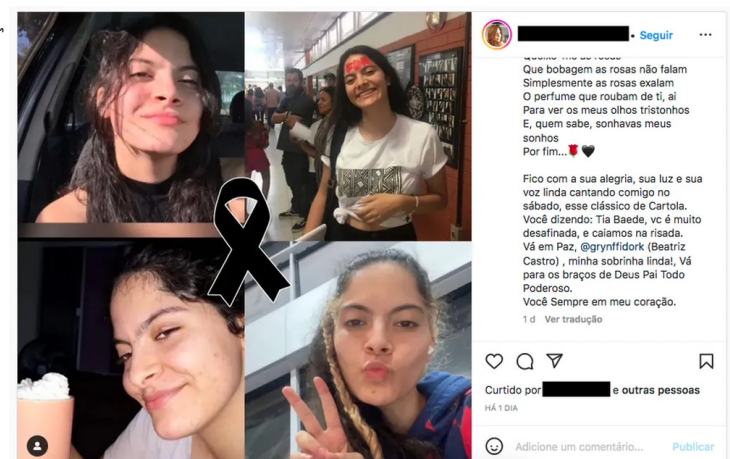 • Seguir
Que bobagem as rosas não falam
Simplesmente as rosas exalam
O perfume que roubam de ti, ai
Para ver os meus olhos tristonhos
E, quem sabe, sonhavas meus
sonhos
Por fim...🌹🖤
Fico com a sua alegria, sua luz e sua
voz linda cantando comigo no
sábado, esse clássico de Cartola.
Você dizendo: Tia Baede, vc é muito
desafinada, e caiamos na risada.
Vá em Paz, @grynffidork (Beatriz
Castro) , minha sobrinha linda!, Vá
para os braços de Deus Pai Todo
Poderoso.
Você Sempre em meu coração.
1 d Ver tradução
Curtido por e outras pessoas
HÁ 1 DIA
Adicione um comentário... Publicar